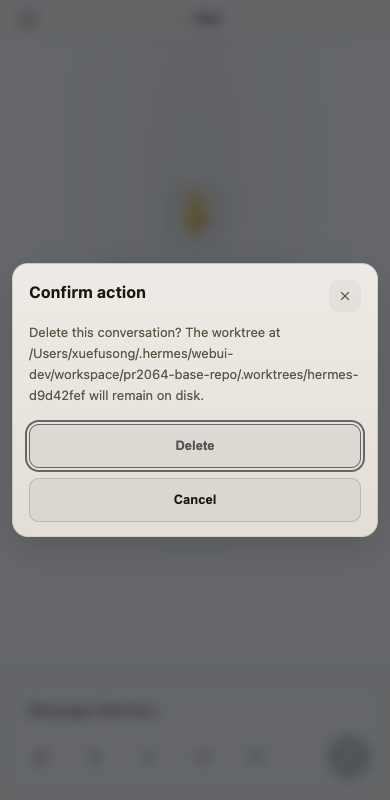 Confirm action
Delete this conversation? The worktree at
/Users/xuefusong/.hermes/webui-
dev/workspace/pr2064-base-repo/.worktrees/hermes-
d9d42fef will remain on disk.
Delete
Cancel